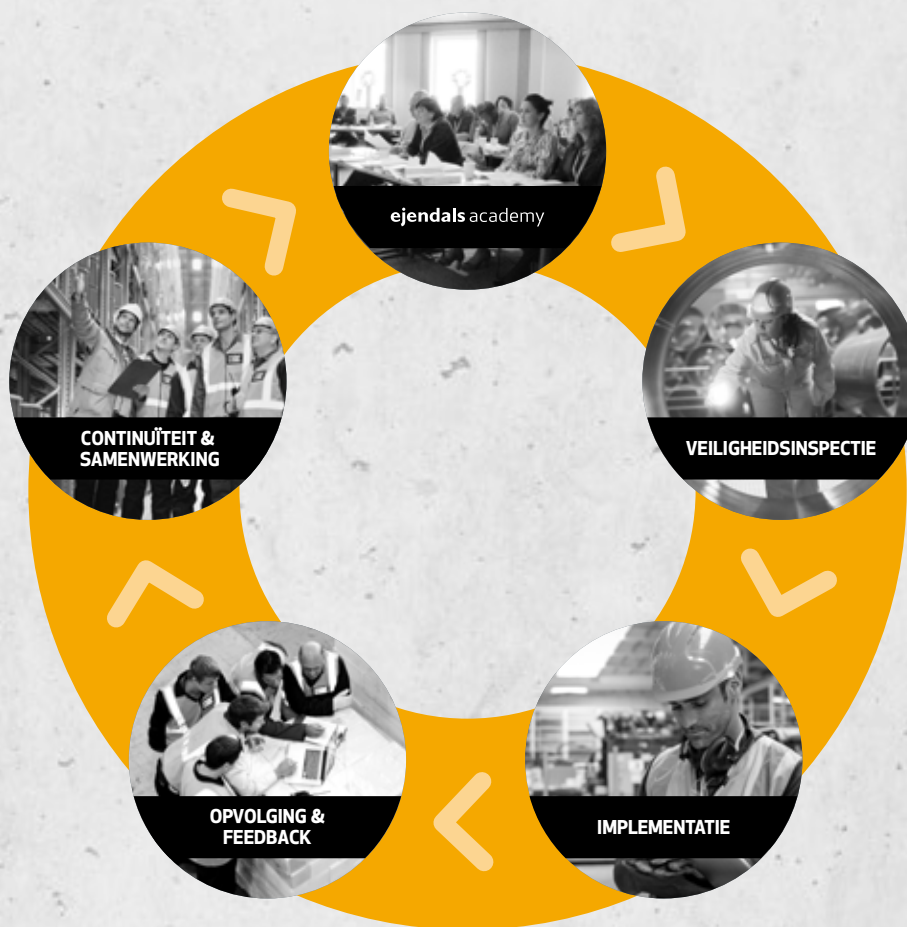 ejendals academy
VEILIGHEIDSINSPECTIE
IMPLEMENTATIE
OPVOLGING &
FEEDBACK
CONTINUÏTEIT &
SAMENWERKING